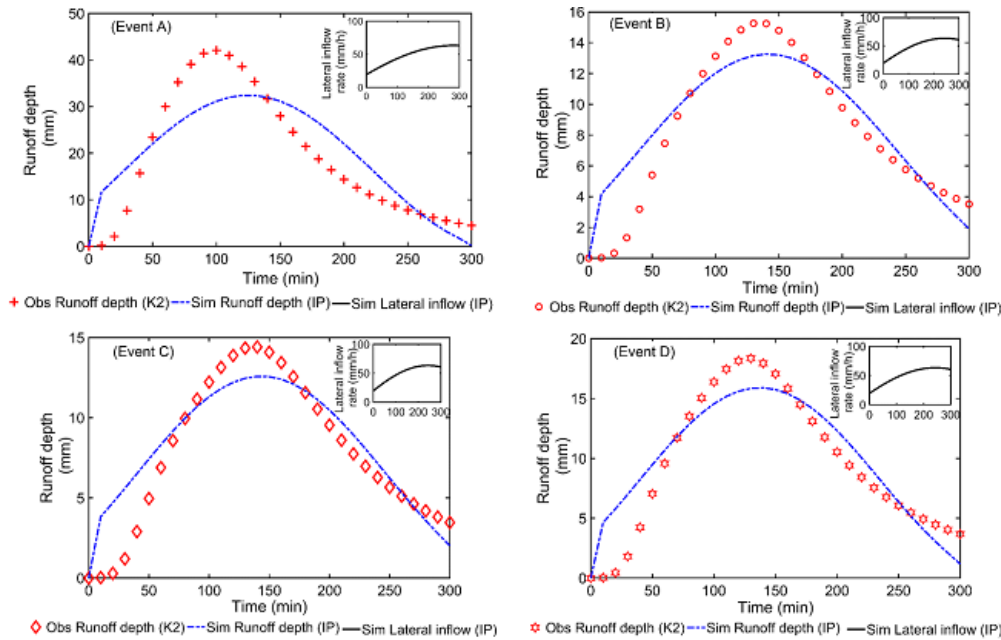 (Event A)
Runoff depth
(mm)
50
40
30
20
10
0
0 50 100 150 200 250 300
Time (min)
Lateral inflow
rate (mm/h)
100
50
0
0 100 200 300
Obs Runoff depth (K2) Sim Runoff depth (IP) Sim Lateral inflow (IP)
(Event B)
Runoff depth
(mm)
16
14
12
10
8
6
4
2
0
0 50 100 150 200 250 300
Time (min)
Lateral inflow
rate (mm/h)
100
50
0
0 100 200 300
Obs Runoff depth (K2) Sim Runoff depth (IP) Sim Lateral inflow (IP)
(Event C)
Runoff depth
(mm)
15
10
5
0
0 50 100 150 200 250 300
Time (min)
Lateral inflow
rate (mm/h)
100
50
0
0 100 200 300
Obs Runoff depth (K2) Sim Runoff depth (IP) Sim Lateral inflow (IP)
(Event D)
Runoff depth
(mm)
20
15
10
5
0
0 50 100 150 200 250 300
Time (min)
Lateral inflow
rate (mm/h)
100
50
0
0 100 200 300
Obs Runoff depth (K2) Sim Runoff depth (IP) Sim Lateral inflow (IP)